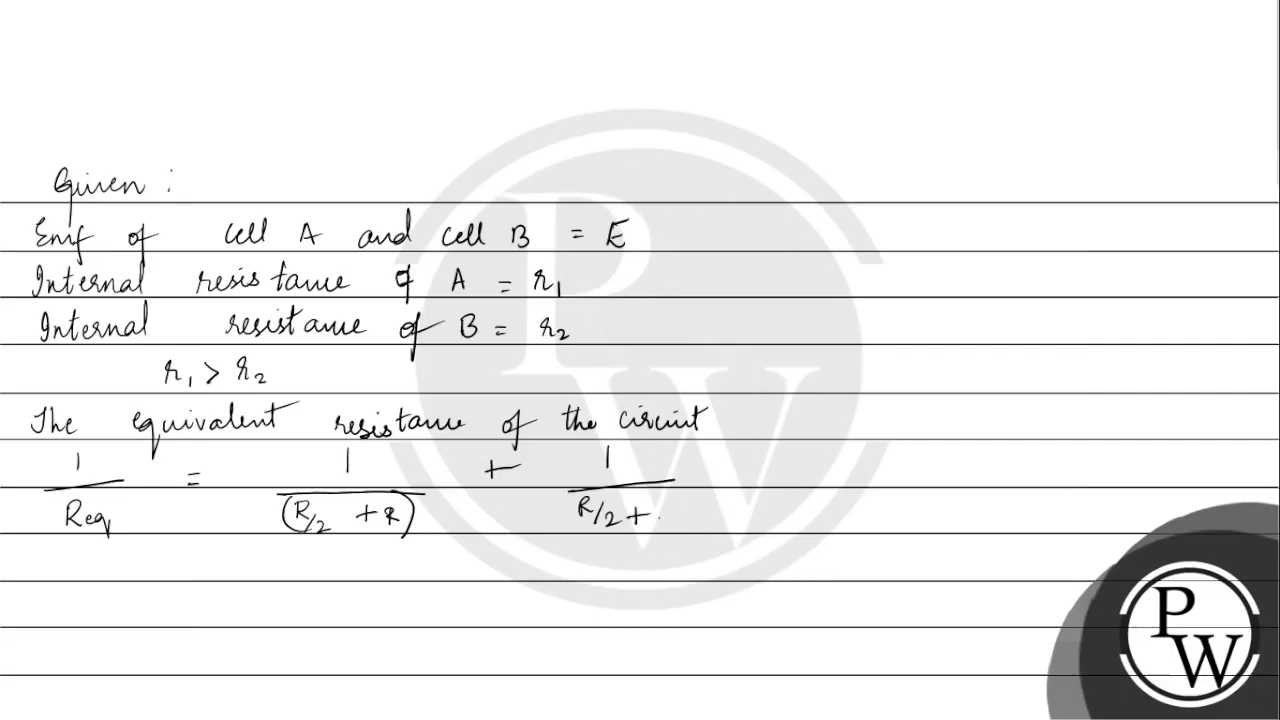 Given :
Emf of cell A and cell B = E
Internal resistance of A = r₁
Internal resistance of B = r₂
r₁ > r₂
The equivalent resistance of the circuit
1/Req = 1/(R/2 + R) + 1/R/2 + .
P
W
P
W